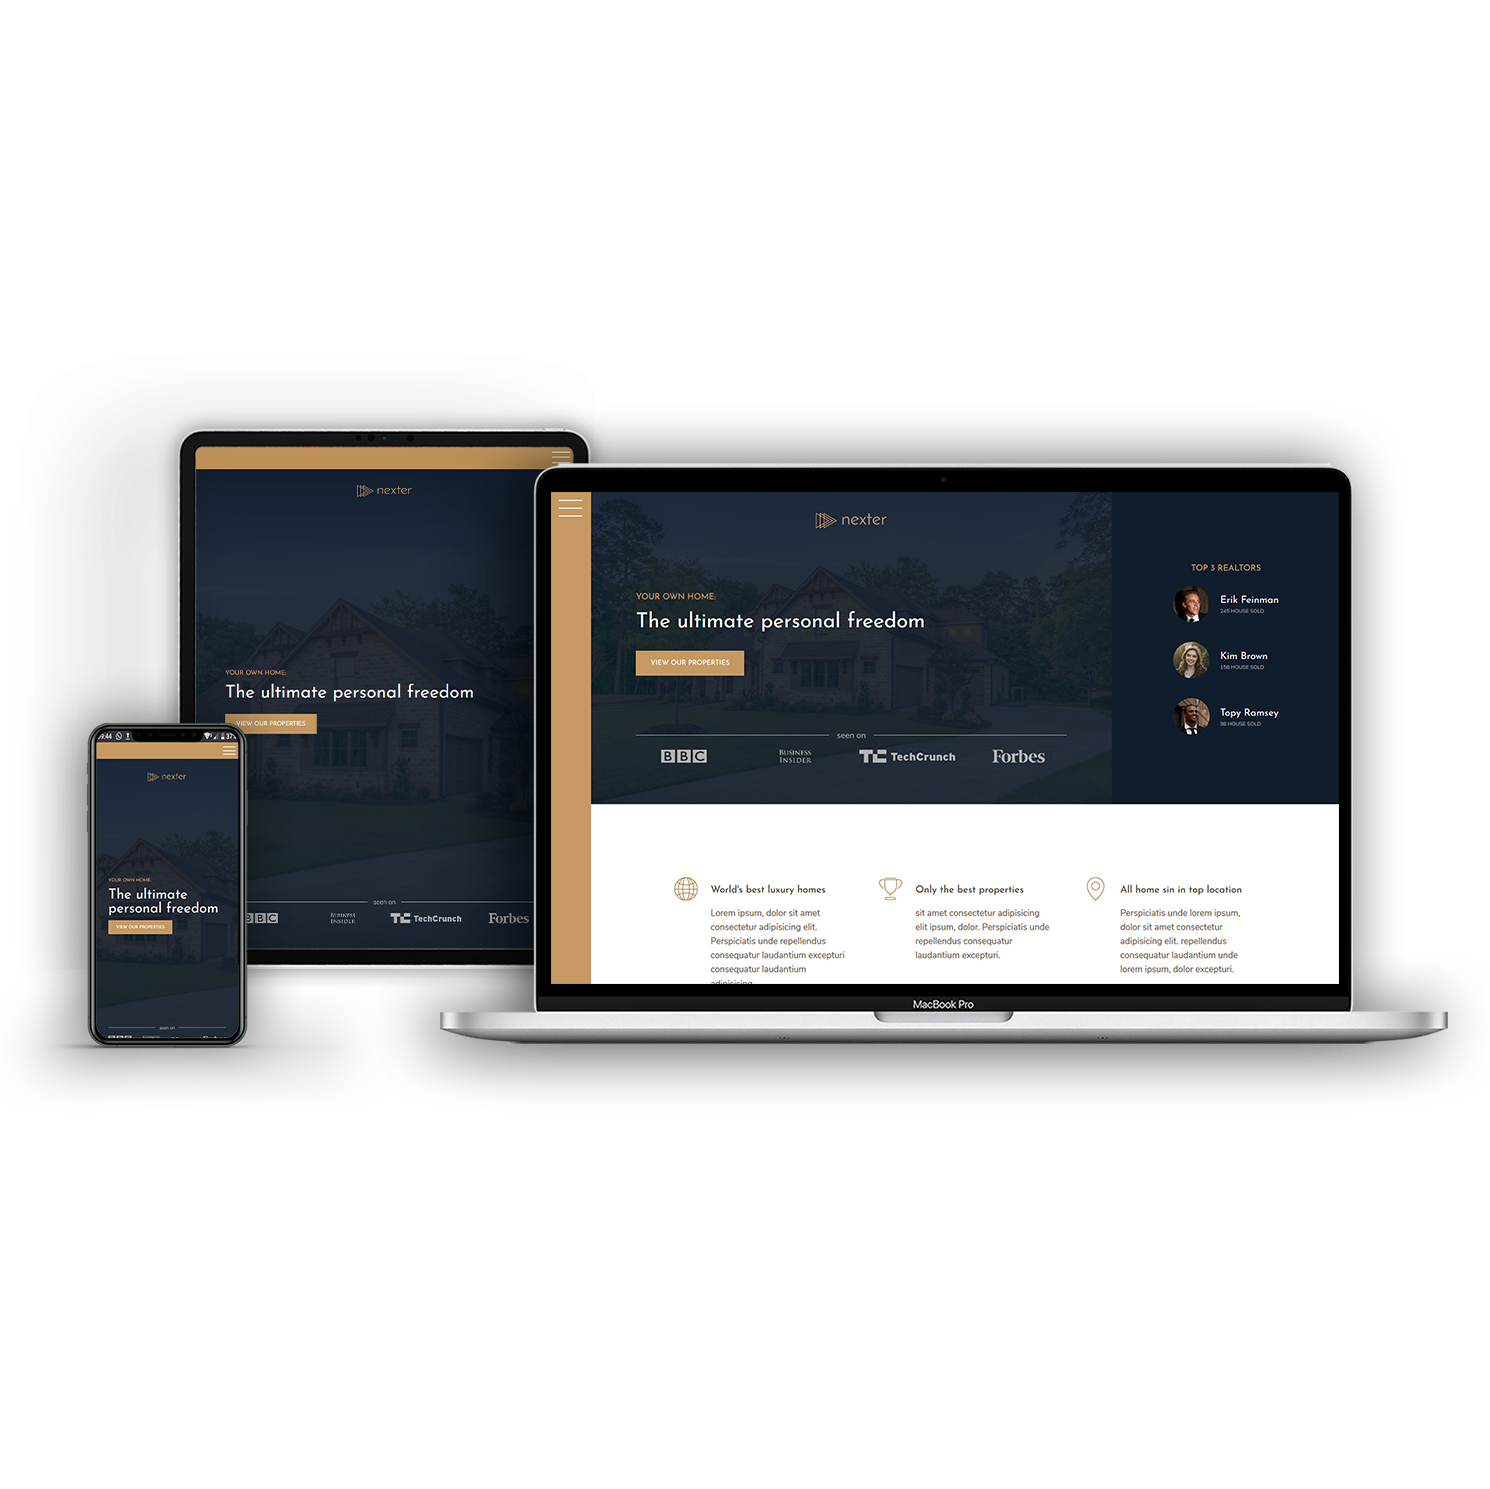 nexter
YOUR OWN HOME:
The ultimate personal freedom
VIEW OUR PROPERTIES
seen on
BBC
BUSINESS
INSIDER
TC TechCrunch
Forbes
nexter
YOUR OWN HOME:
The ultimate personal freedom
VIEW OUR PROPERTIES
seen on
BBC
BUSINESS
INSIDER
TC TechCrunch
Forbes
TOP 3 REALTORS
Erik Feinman
245 HOUSE SOLD
Kim Brown
158 HOUSE SOLD
Topy Ramsey
98 HOUSE SOLD
World's best luxury homes
Lorem ipsum, dolor sit amet
consectetur adipisicing elit.
Perspiciatis unde repellendus
consequatur laudantium excepturi
consequatur laudantium
adipisicing
Only the best properties
sit amet consectetur adipisicing
elit ipsum, dolor. Perspiciatis unde
repellendus consequatur
laudantium excepturi.
All home sin in top location
Perspiciatis unde lorem ipsum,
dolor sit amet consectetur
adipisicing elit. repellendus
consequatur laudantium unde
lorem ipsum, dolor excepturi.
MacBook Pro
9:44 37%
nexter
YOUR OWN HOME:
The ultimate
personal freedom
VIEW OUR PROPERTIES
seen on